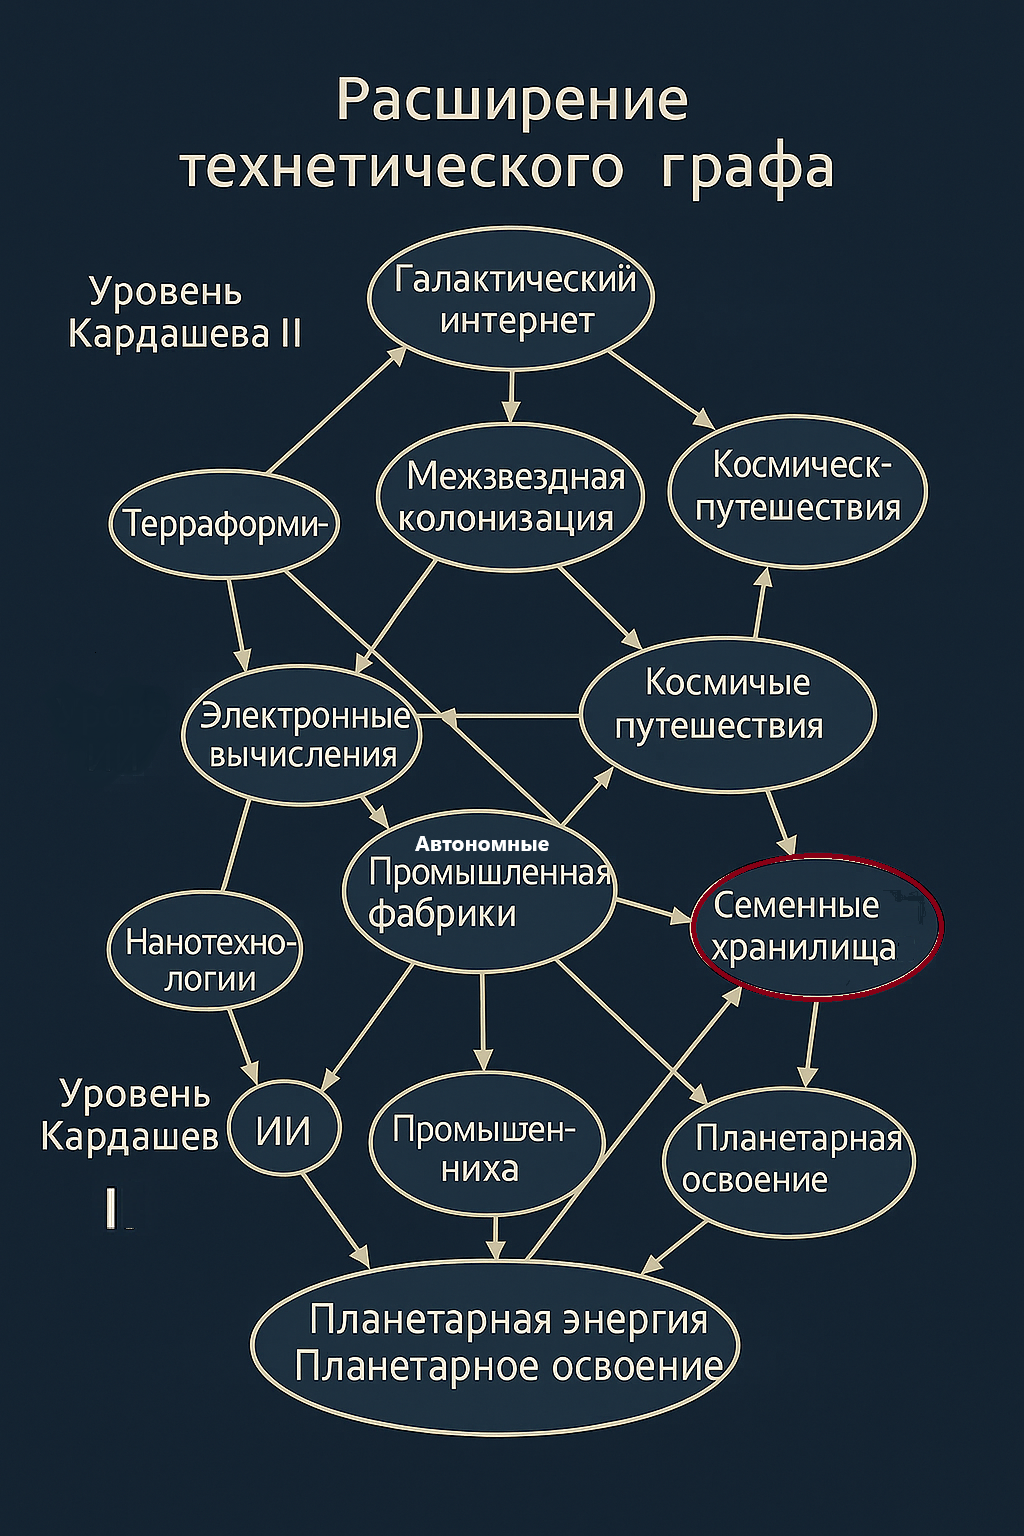 Расширение
технетического графа
Уровень
Кардашева II
Галактический
интернет
Космическ-
путешествия
Межзвездная
колонизация
Терраформи-
Электронные
вычисления
Космичые
путешествия
Автономные
Промышленная
фабрики
Семенные
хранилища
Нанотехно-
логии
Уровень
Кардашев
I
ИИ
Промышен-
ниха
Планетарная
освоение
Планетарная энергия
Планетарное освоение